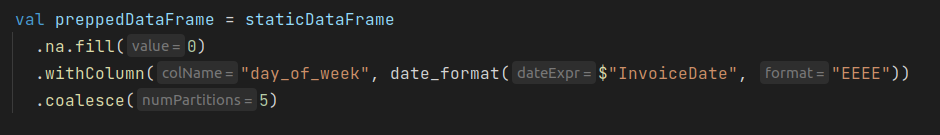 val preppedDataFrame = staticDataFrame
.na.fill( value = 0)
.withColumn( colName = "day_of_week", date_format( dateExpr = $"InvoiceDate", format = "EEEE"))
.coalesce( numPartitions = 5)